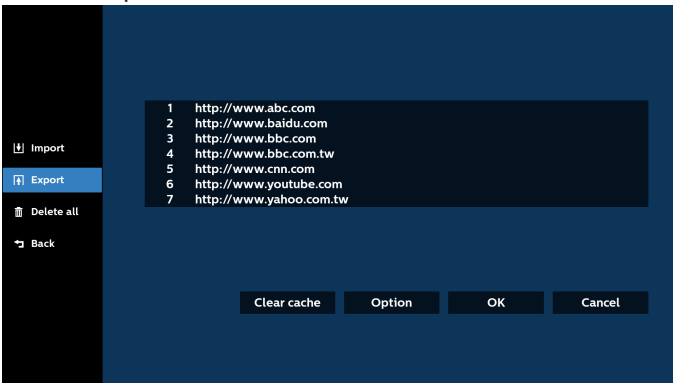 Import
Export
Delete all
Back
1 http://www.abc.com
2 http://www.baidu.com
3 http://www.bbc.com
4 http://www.bbc.com.tw
5 http://www.cnn.com
6 http://www.youtube.com
7 http://www.yahoo.com.tw
Clear cache Option OK Cancel